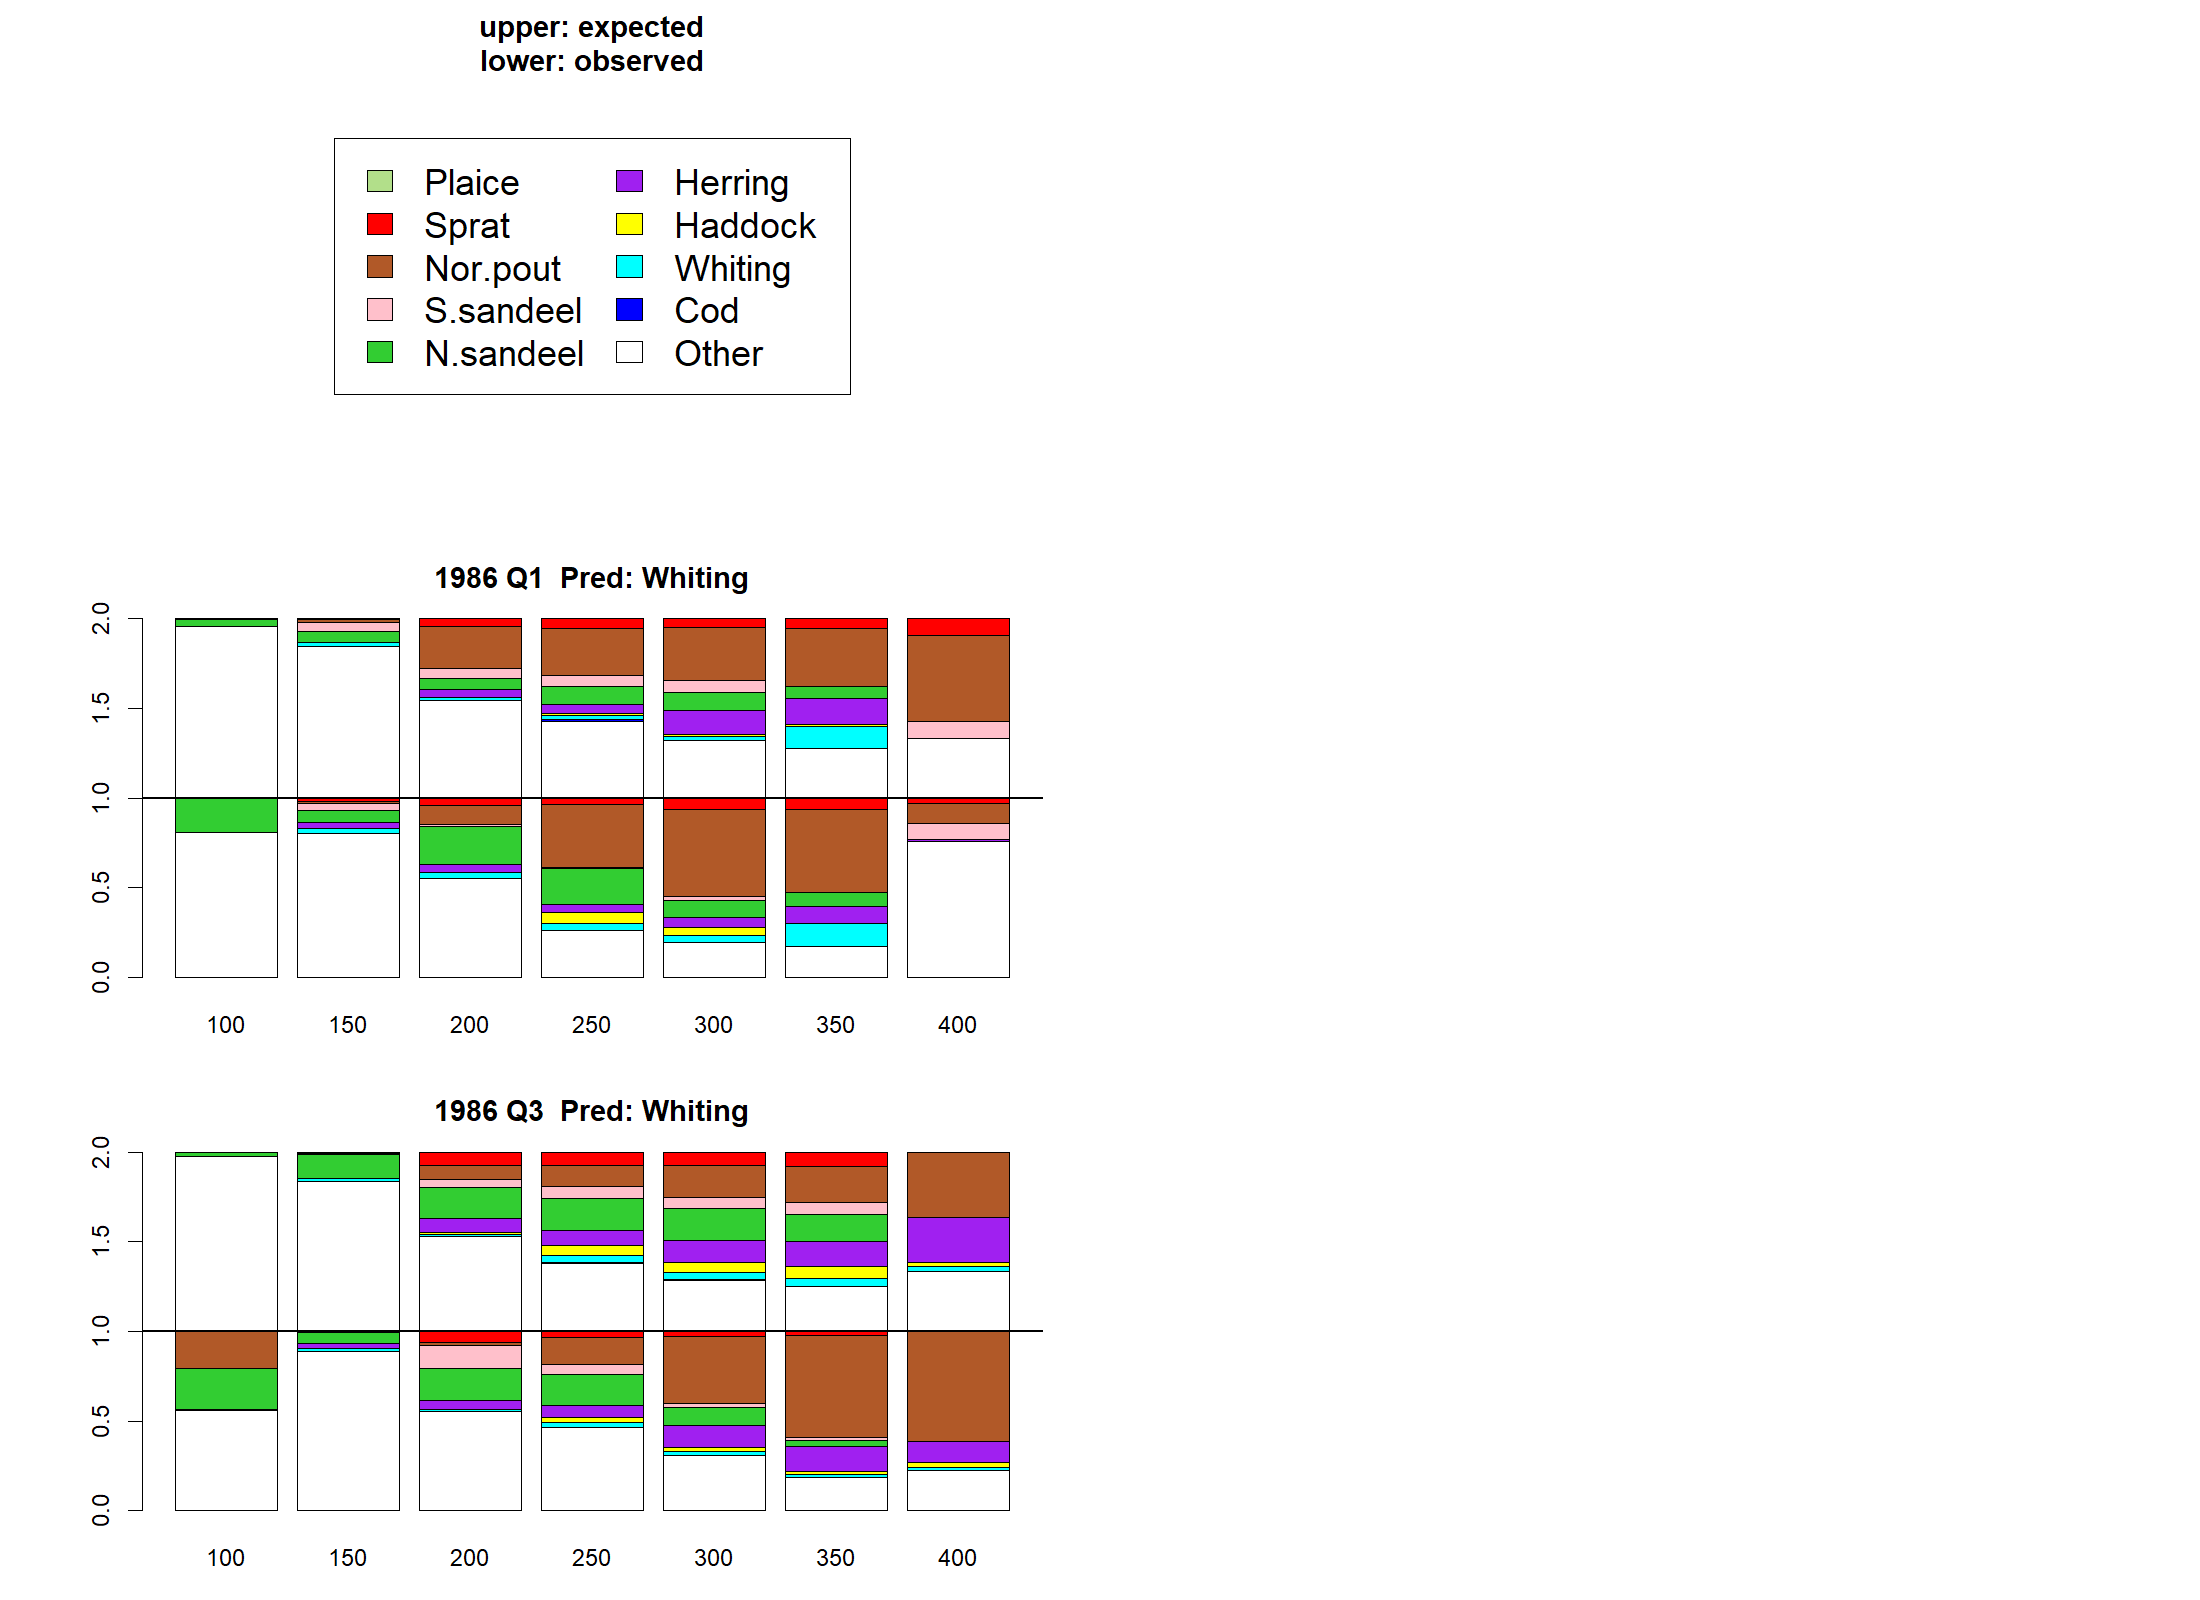 upper: expected
lower: observed
Plaice
Sprat
Nor.pout
S.sandeel
N.sandeel
Herring
Haddock
Whiting
Cod
Other
1986 Q1  Pred: Whiting
2.0
1.5
1.0
0.5
0.0
100 150 200 250 300 350 400
1986 Q3  Pred: Whiting
2.0
1.5
1.0
0.5
0.0
100 150 200 250 300 350 400